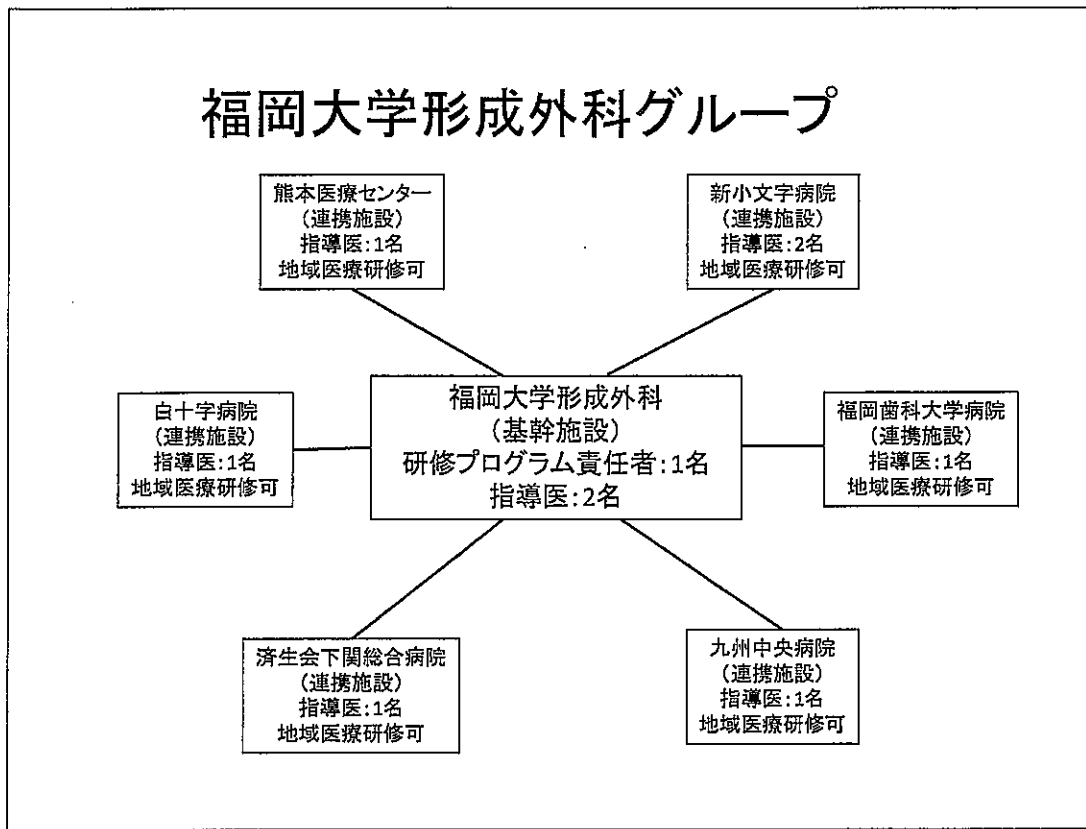 福岡大学形成外科グループ
熊本医療センター
(連携施設)
指導医:1名
地域医療研修可
新小文字病院
(連携施設)
指導医:2名
地域医療研修可
白十字病院
(連携施設)
指導医:1名
地域医療研修可
福岡大学形成外科
(基幹施設)
研修プログラム責任者:1名
指導医:2名
福岡歯科大学病院
(連携施設)
指導医:1名
地域医療研修可
済生会下関総合病院
(連携施設)
指導医:1名
地域医療研修可
九州中央病院
(連携施設)
指導医:1名
地域医療研修可